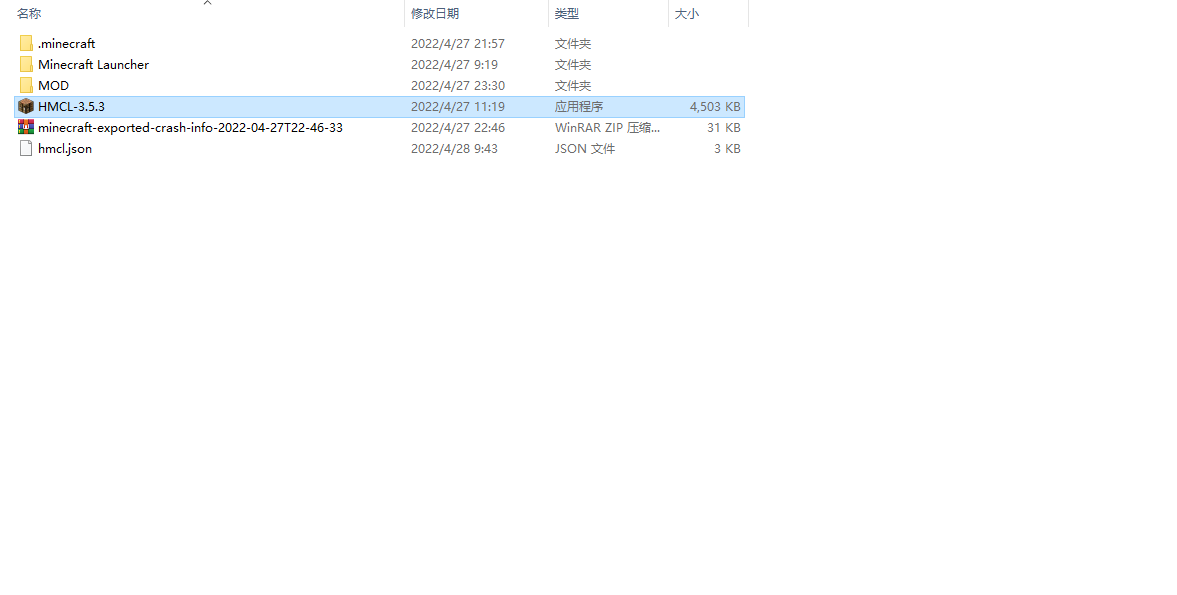 名称 修改日期 类型 大小
.minecraft 2022/4/27 21:57 文件夹
Minecraft Launcher 2022/4/27 9:19 文件夹
MOD 2022/4/27 23:30 文件夹
HMCL-3.5.3 2022/4/27 11:19 应用程序 4,503 KB
minecraft-exported-crash-info-2022-04-27T22-46-33 2022/4/27 22:46 WinRAR ZIP 压缩... 31 KB
hmcl.json 2022/4/28 9:43 JSON 文件 3 KB